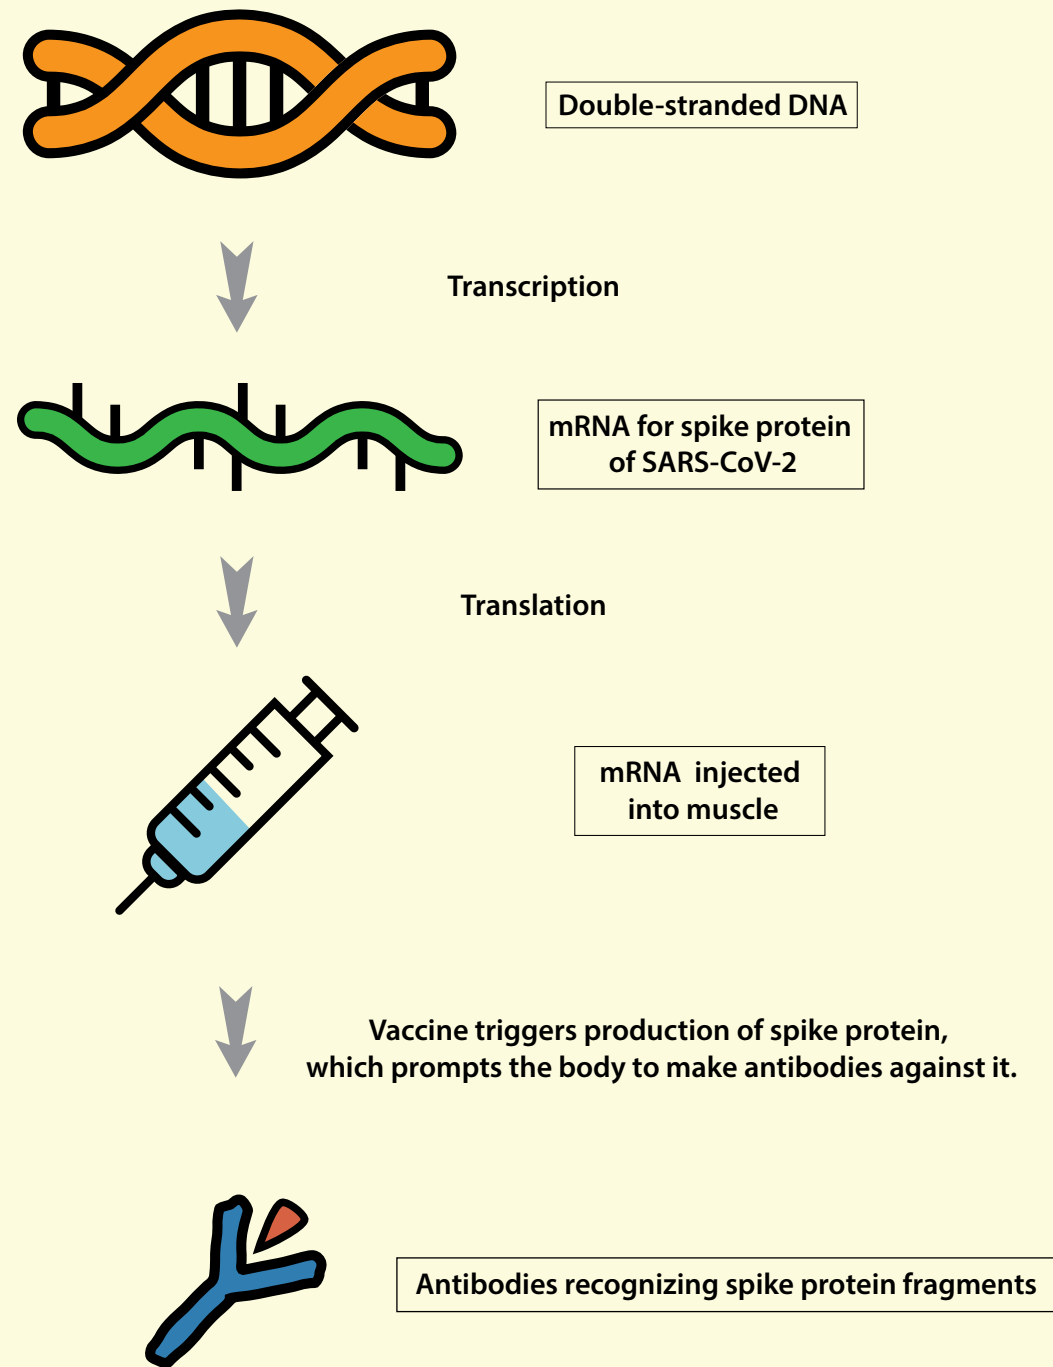 Double-stranded DNA
Transcription
mRNA for spike protein
of SARS-CoV-2
Translation
mRNA injected
into muscle
Vaccine triggers production of spike protein,
which prompts the body to make antibodies against it.
Antibodies recognizing spike protein fragments